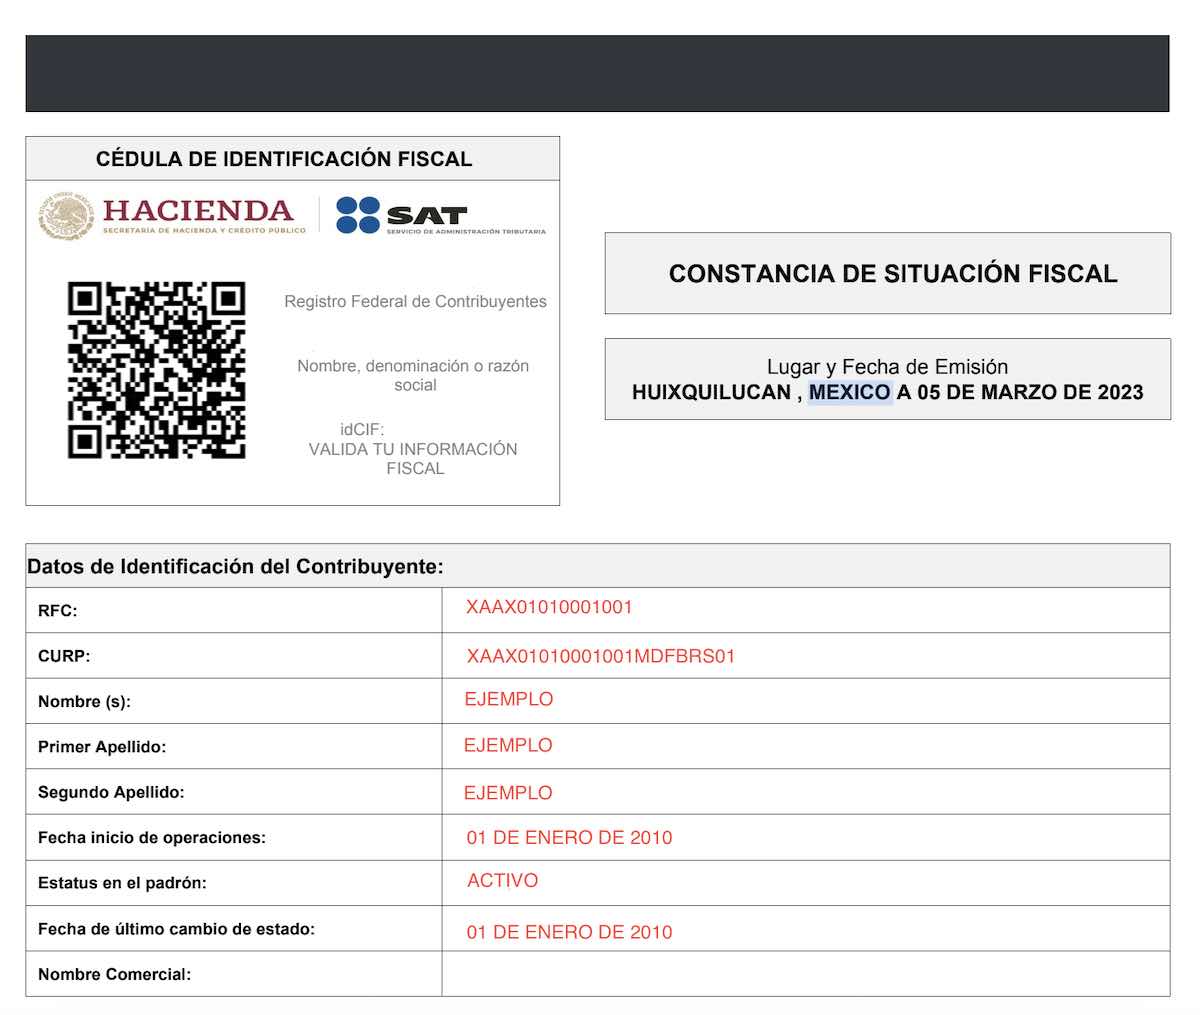 CÉDULA DE IDENTIFICACIÓN FISCAL
HACIENDA
SECRETARÍA DE HACIENDA Y CRÉDITO PÚBLICO
SAT
SERVICIO DE ADMINISTRACIÓN TRIBUTARIA
Registro Federal de Contribuyentes
Nombre, denominación o razón
social
idCIF:
VALIDA TU INFORMACIÓN
FISCAL
CONSTANCIA DE SITUACIÓN FISCAL
Lugar y Fecha de Emisión
HUIXQUILUCAN , MEXICO A 05 DE MARZO DE 2023
Datos de Identificación del Contribuyente:
RFC: XAAX01010001001
CURP: XAAX01010001001MDFBRS01
Nombre (s): EJEMPLO
Primer Apellido: EJEMPLO
Segundo Apellido: EJEMPLO
Fecha inicio de operaciones: 01 DE ENERO DE 2010
Estatus en el padrón: ACTIVO
Fecha de último cambio de estado: 01 DE ENERO DE 2010
Nombre Comercial: